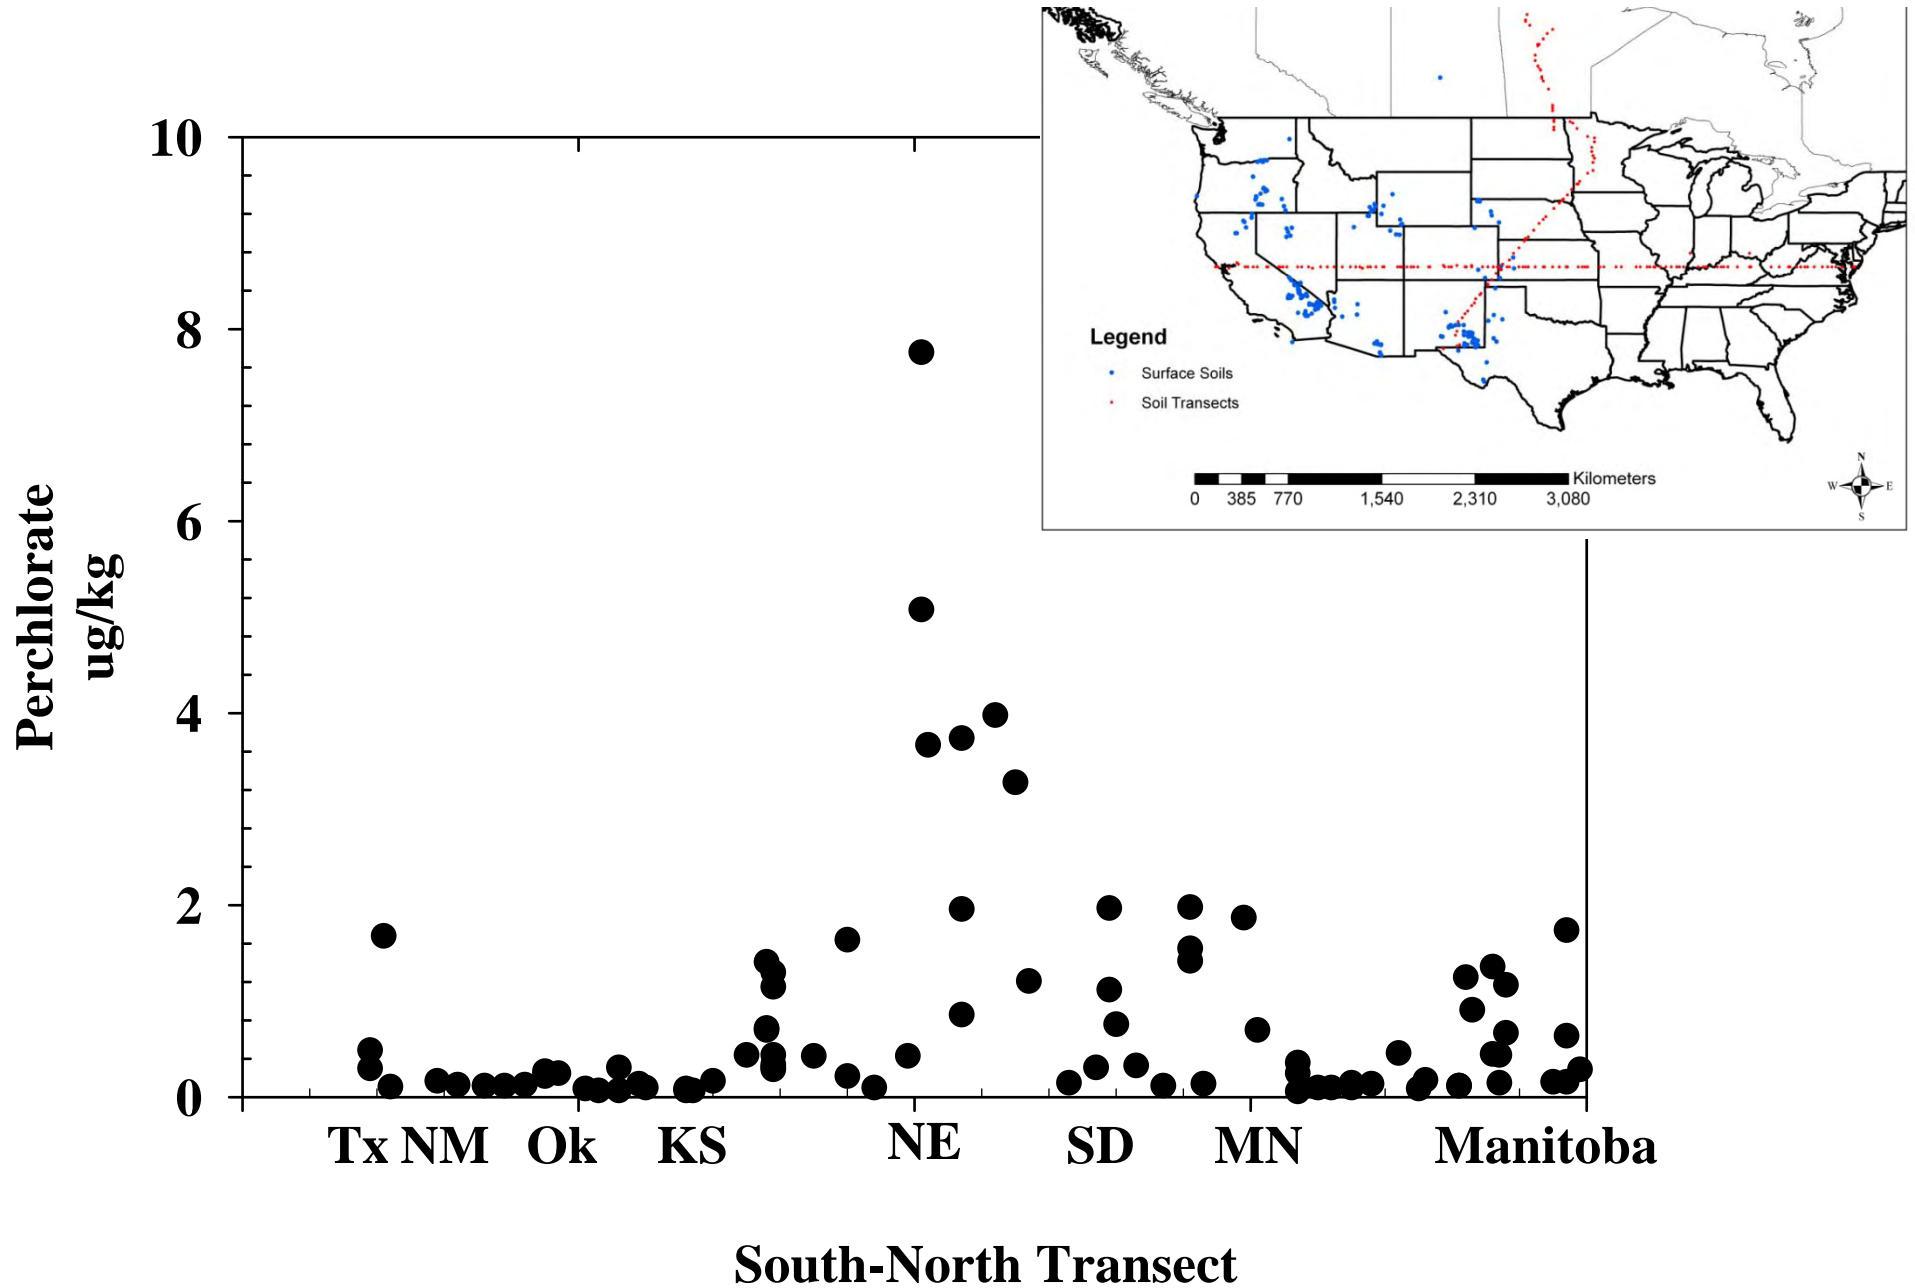 10
8
6
4
2
0
Perchlorate
ug/kg
Tx NM Ok KS NE SD MN Manitoba
South-North Transect
Legend
Surface Soils
Soil Transects
Kilometers
0 385 770 1,540 2,310 3,080
N
W E
S